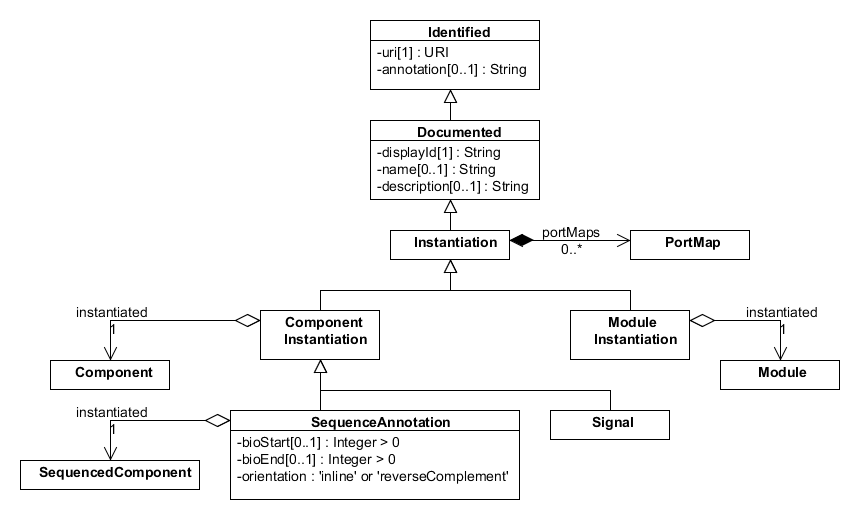 Identified
-uri[1] : URI
-annotation[0..1] : String
Documented
-displayId[1] : String
-name[0..1] : String
-description[0..1] : String
Instantiation
portMaps
0..*
PortMap
instantiated
1
Component
Instantiation
Module
Instantiation
instantiated
1
Component
Module
instantiated
1
SequenceAnnotation
-bioStart[0..1] : Integer > 0
-bioEnd[0..1] : Integer > 0
-orientation : 'inline' or 'reverseComplement'
Signal
SequencedComponent